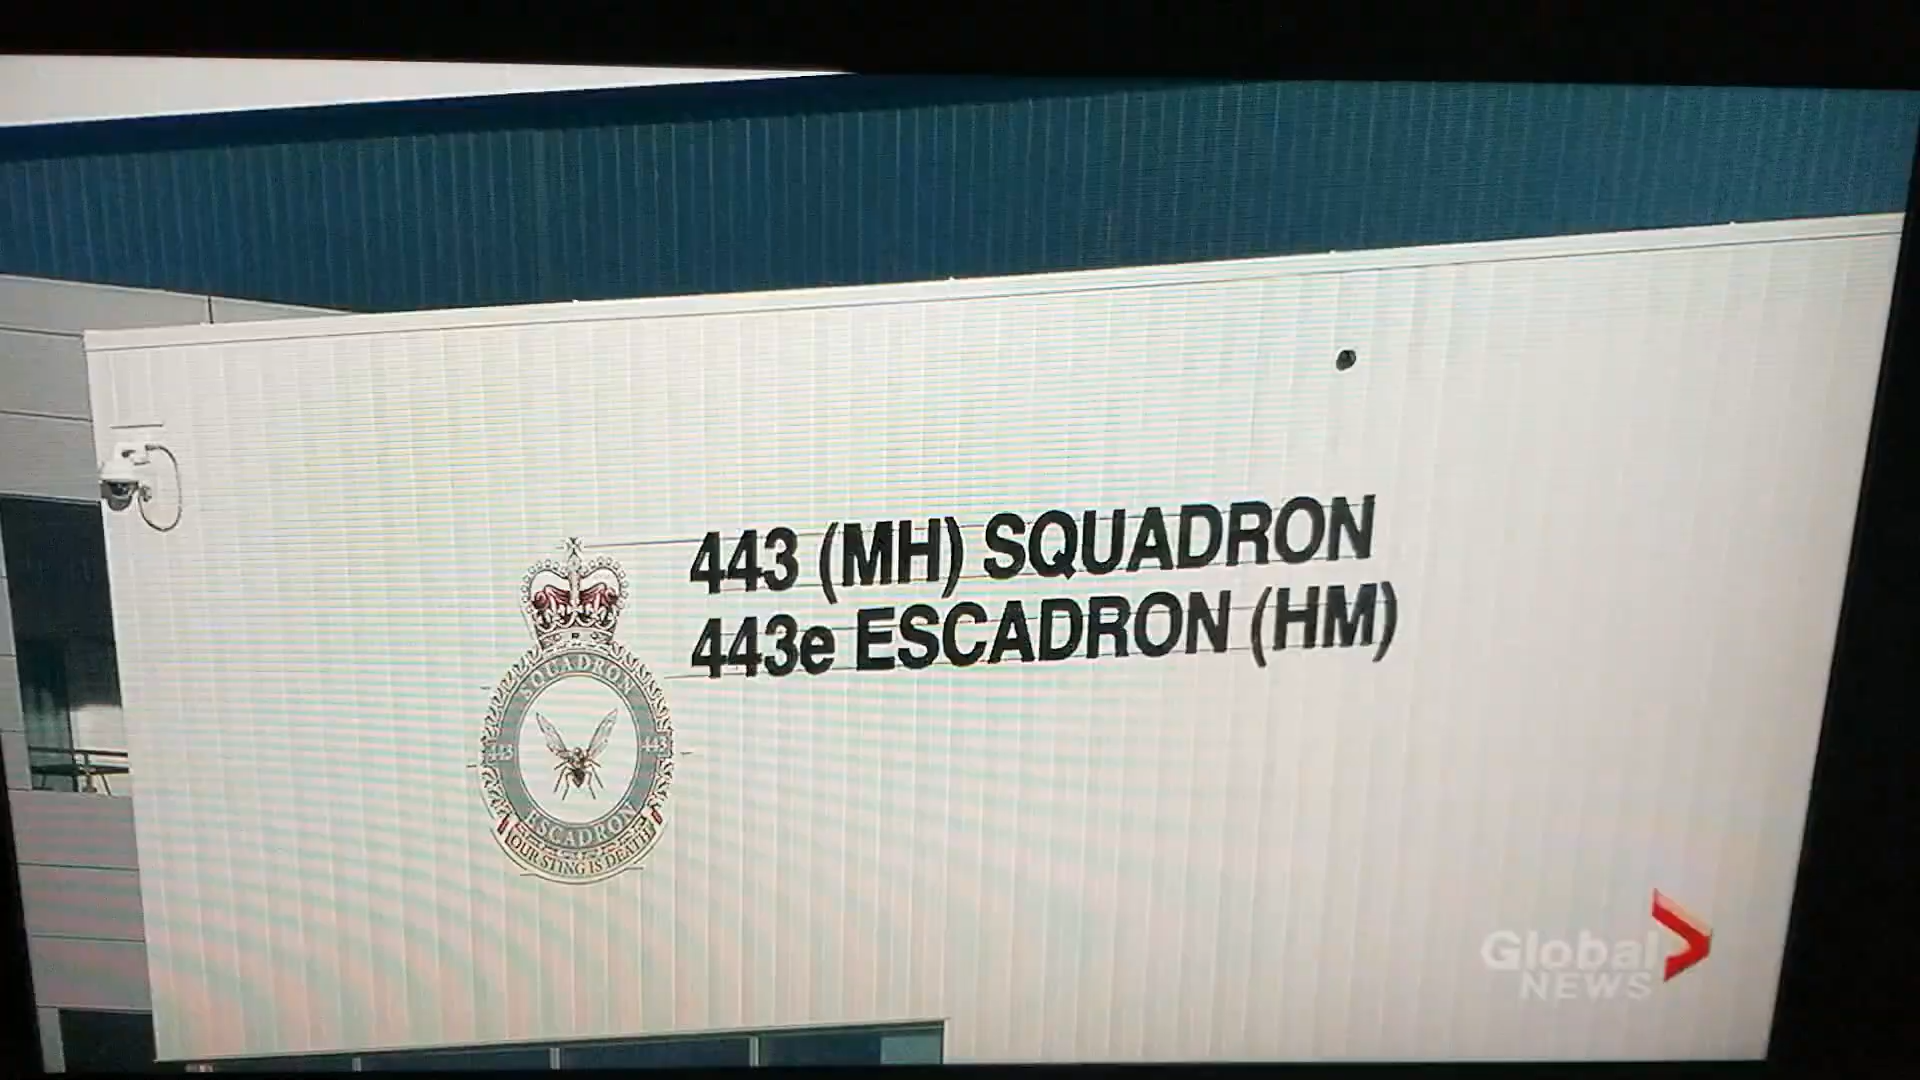 443 (MH) SQUADRON
443e ESCADRON (HM)
SQUADRON
443 443
ESCADRON
OUR STING IS DEATH
Global
NEWS